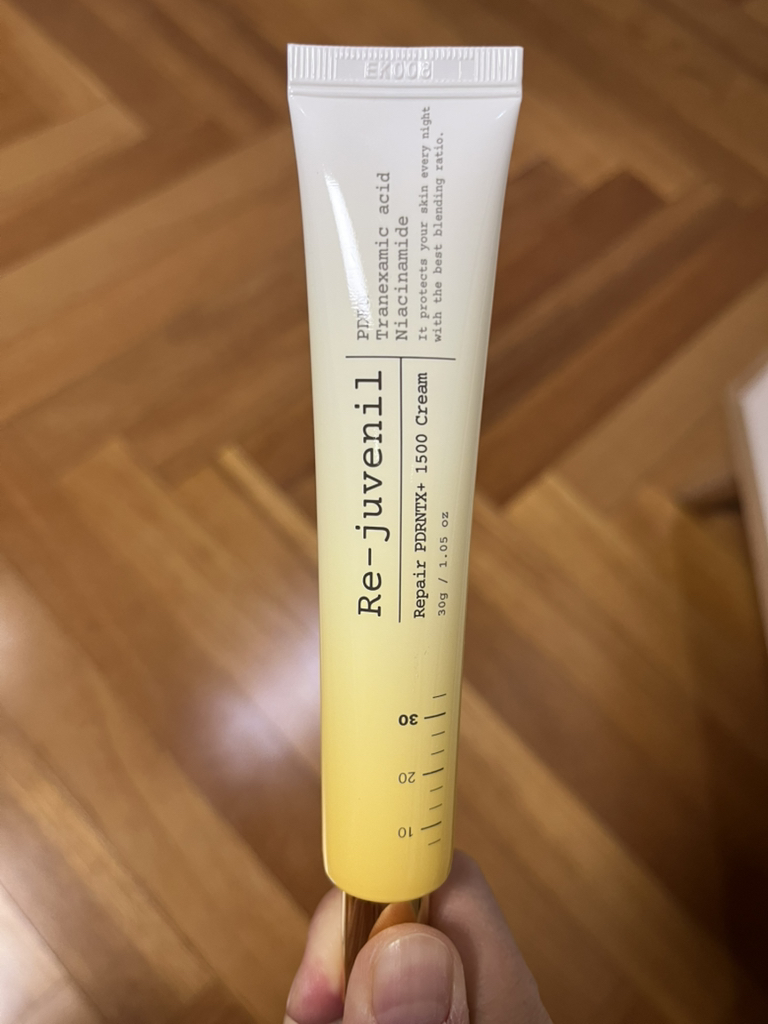 EK008
Re-juvenil
Repair PDRNTX+ 1500 Cream
30g / 1.05 oz
Tranexamic acid
Niacinamide
It protects your skin every night
with the best blending ratio.
30
20
10